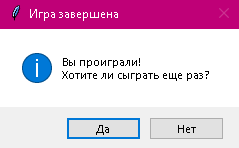 Игра завершена
Вы проиграли!
Хотите ли сыграть еще раз?
Да
Нет